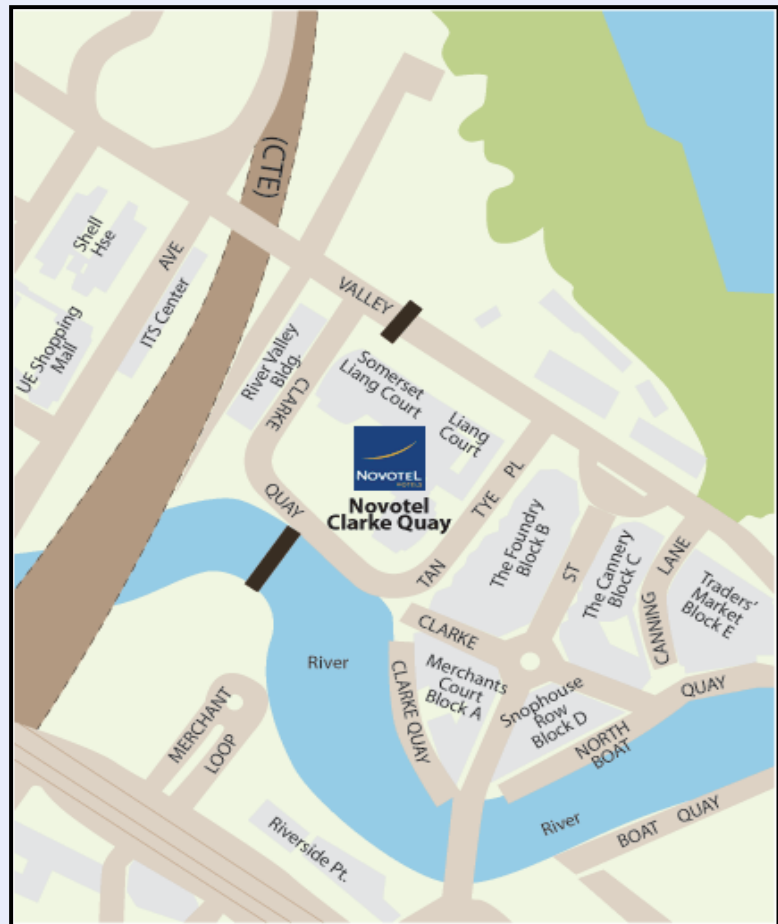 (CTE)
Shell
Hse
AVE
ITS Center
UE Shopping
Mall
VALLEY
River Valley
Bldg.
CLARKE
Somerset
Liang Court
Liang
Court
NOVOTEL
HOTELS
Novotel
Clarke Quay
QUAY
TAN
TYE
PL
The Foundry
Block B
ST
The Cannery
Block C
CANNING
LANE
Traders'
Market
Block E
CLARKE
River
CLARKE QUAY
Merchants
Court
Block A
Snophouse
Row
Block D
NORTH
BOAT
QUAY
MERCHANT
LOOP
Riverside Pt.
River
BOAT
QUAY